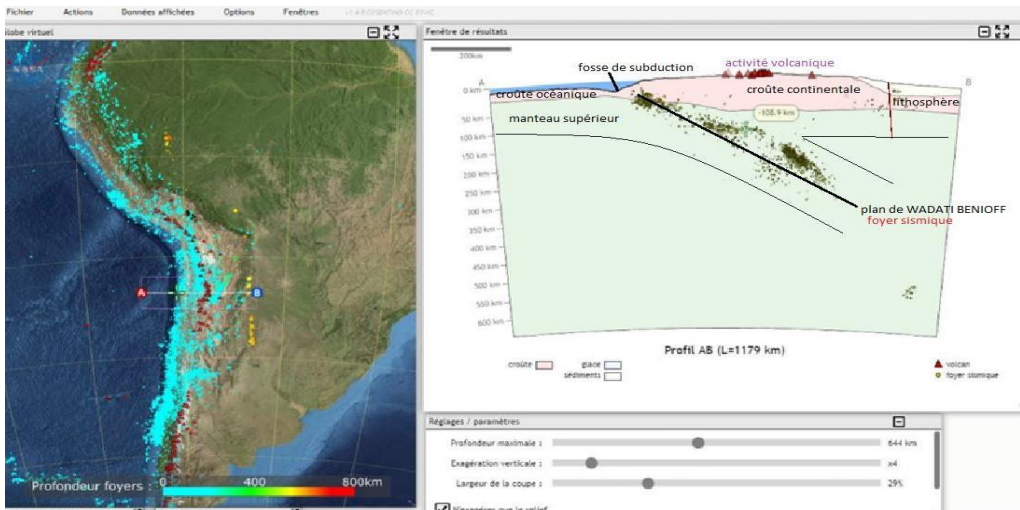 Fichier Actions Données affichées Options Fenêtres
Globe virtuel
Fenêtre de résultats
NASA
A
B
Profondeur foyers : 0 400 800km
200km
fosse de subduction
activité volcanique
A
B
0 km
croûte océanique
croûte continentale
lithosphère
50 km
manteau supérieur
-108.9 km
100 km
150 km
200 km
250 km
300 km
plan de WADATI BENIOFF
foyer sismique
350 km
400 km
450 km
500 km
550 km
600 km
Profil AB (L=1179 km)
croûte
glace
sédiments
volcan
foyer sismique
Réglages / paramètres
Profondeur maximale : 644 km
Exagération verticale : x4
Largeur de la coupe : 29%